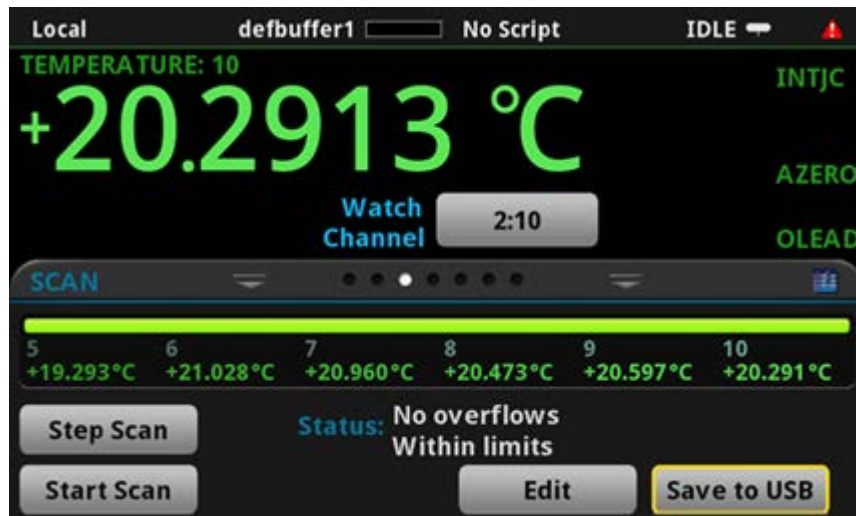 Local defbuffer1 No Script IDLE
TEMPERATURE: 10
+20.2913 °C
INTJC
AZERO
Watch
Channel
2:10
OLEAD
SCAN
5 6 7 8 9 10
+19.293°C +21.028°C +20.960°C +20.473°C +20.597°C +20.291°C
Step Scan
Status: No overflows
Within limits
Start Scan
Edit
Save to USB